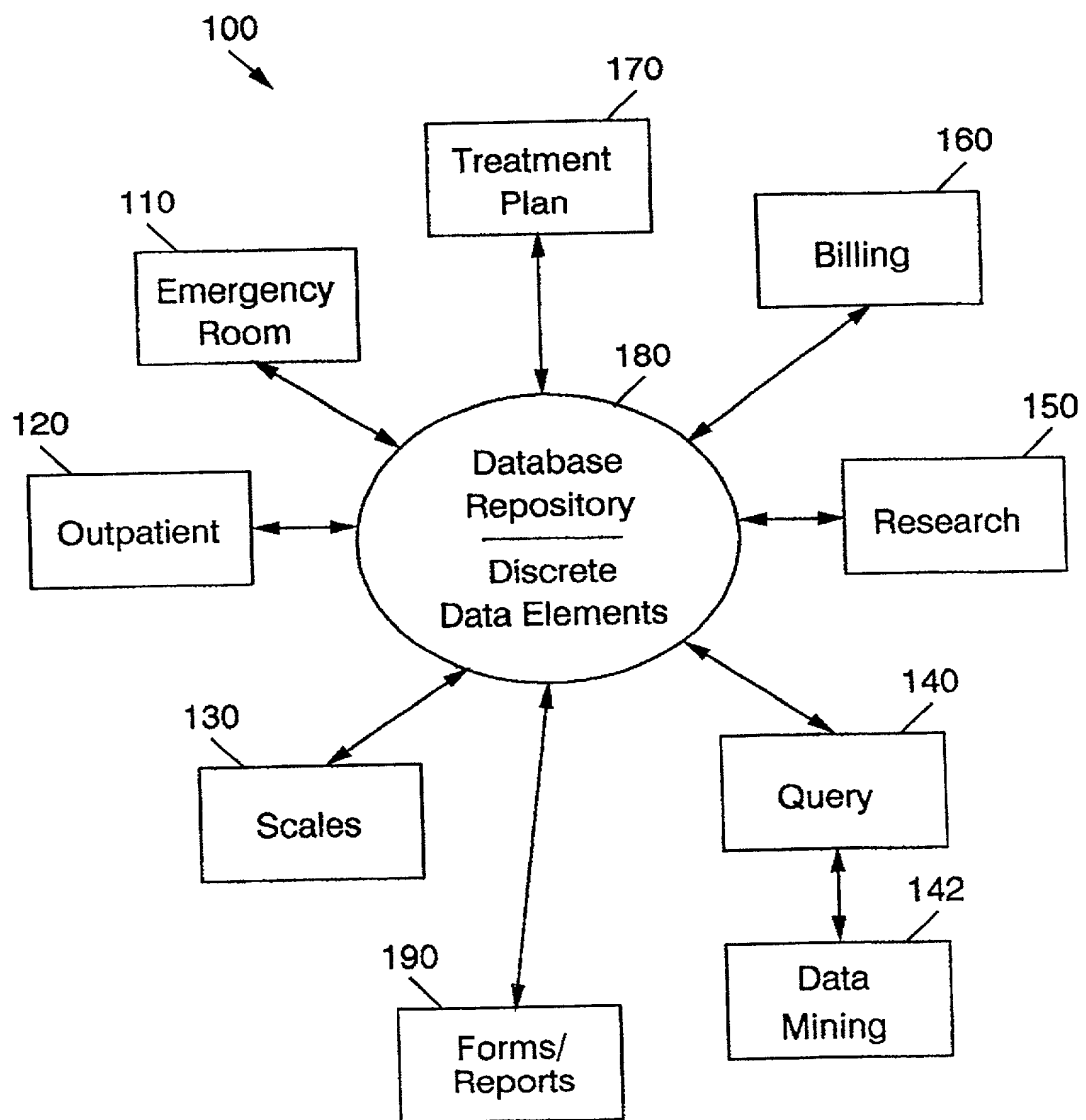 100
170
Treatment
Plan
160
Billing
110
Emergency
Room
180
Database
Repository
Discrete
Data Elements
120
Outpatient
150
Research
130
Scales
140
Query
142
Data
Mining
190
Forms/
Reports